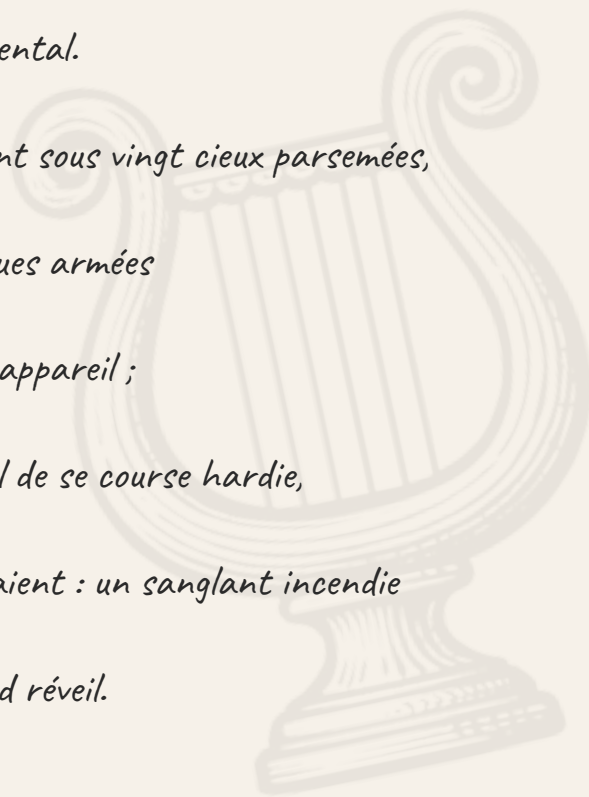 ental.
nt sous vingt cieux parsemées,
ues armées
appareil ;
l de se course hardie,
aient : un sanglant incendie
d réveil.